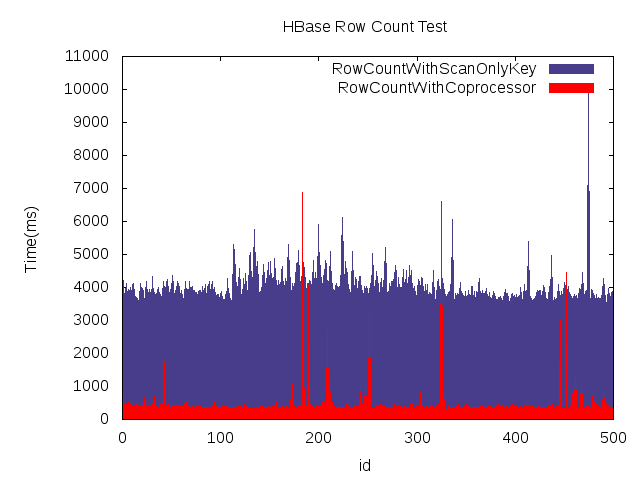 HBase Row Count Test
11000
RowCountWithScanOnlyKey
10000
RowCountWithCoprocessor
9000
8000
7000
6000
Time(ms)
5000
4000
3000
2000
1000
0
0 100 200 300 400 500
id